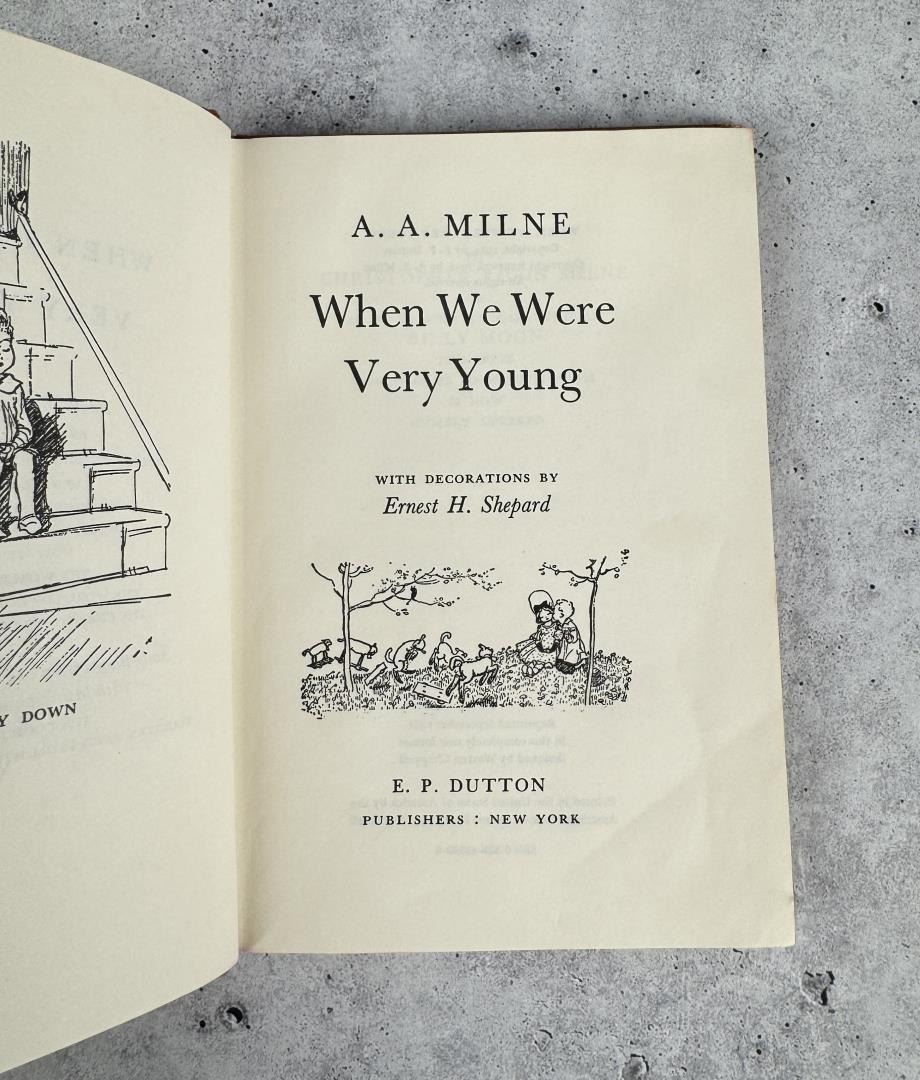 Y DOWN
A. A. MILNE
When We Were
Very Young
WITH DECORATIONS BY
Ernest H. Shepard
E. P. DUTTON
PUBLISHERS : NEW YORK